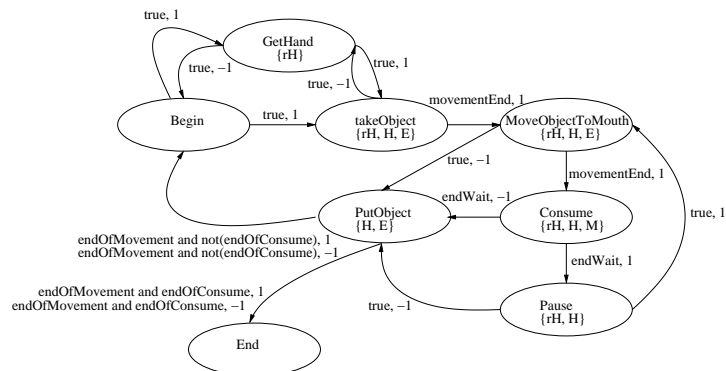 true, 1
GetHand
{rH}
true, −1
true, 1
true, −1
Begin
true, 1
takeObject
{rH, H, E}
movementEnd, 1
MoveObjectToMouth
{rH, H, E}
true, −1
movementEnd, 1
PutObject
{H, E}
endWait, −1
Consume
{rH, H, M}
true, 1
endOfMovement and not(endOfConsume), 1
endOfMovement and not(endOfConsume), −1
endWait, 1
endOfMovement and endOfConsume, 1
endOfMovement and endOfConsume, −1
true, −1
Pause
{rH, H}
End